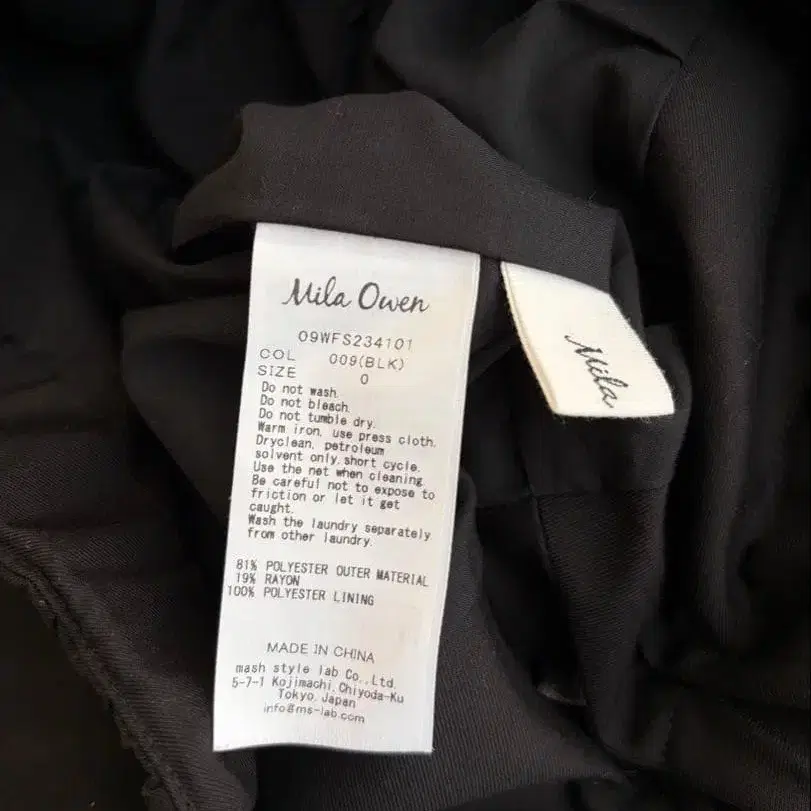 Mila Owen
09WFS234101
COL 009(BLK)
SIZE 0
Do not wash.
Do not bleach.
Do not tumble dry.
Warm iron, use press cloth.
Dryclean, petroleum
solvent only, short cycle.
Use the net when cleaning.
Be careful not to expose to
friction or let it get
caught.
Wash the laundry separately
from other laundry.
81% POLYESTER OUTER MATERIAL
19% RAYON
100% POLYESTER LINING
MADE IN CHINA
mash style lab Co.,Ltd.
5-7-1 Kojimachi, Chiyoda-Ku
Tokyo, Japan
info@ms-lab.com
Mila